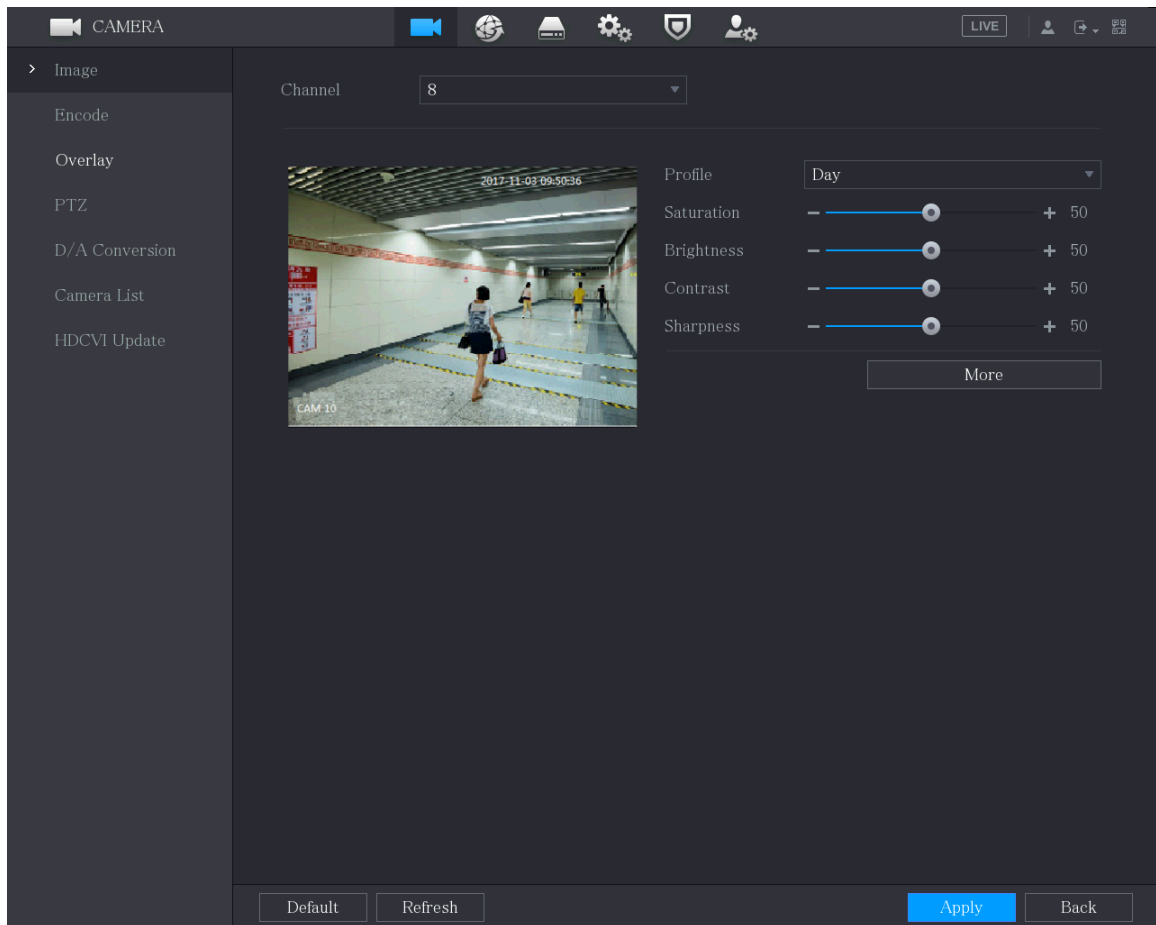 CAMERA
LIVE
Image
Encode
Overlay
PTZ
D/A Conversion
Camera List
HDCVI Update
Channel 8
2017-11-03 09:50:36
CAM 10
Profile Day
Saturation 50
Brightness 50
Contrast 50
Sharpness 50
More
Default Refresh Apply Back